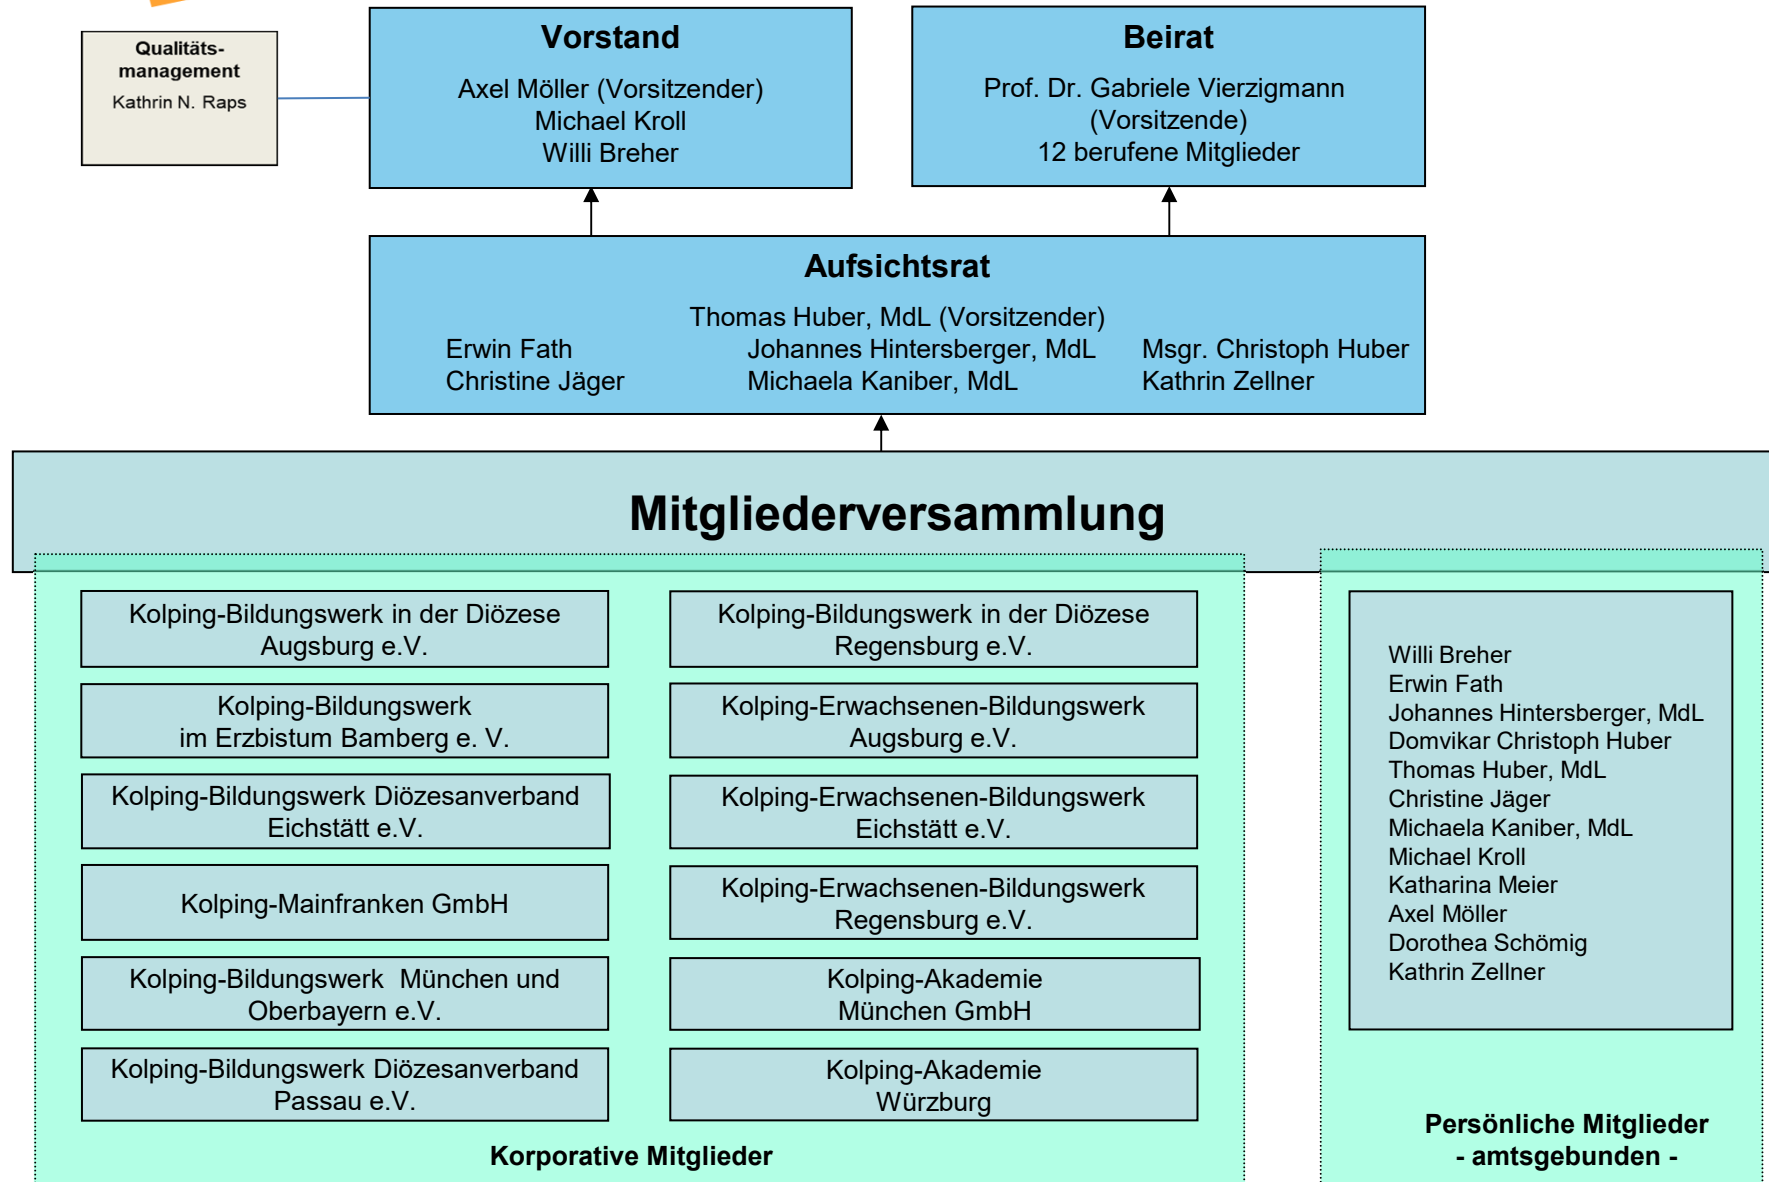 Qualitäts-
management
Kathrin N. Raps
Vorstand
Axel Möller (Vorsitzender)
Michael Kroll
Willi Breher
Beirat
Prof. Dr. Gabriele Vierzigmann
(Vorsitzende)
12 berufene Mitglieder
Aufsichtsrat
Thomas Huber, MdL (Vorsitzender)
Erwin Fath Johannes Hintersberger, MdL Msgr. Christoph Huber
Christine Jäger Michaela Kaniber, MdL Kathrin Zellner
Mitgliederversammlung
Kolping-Bildungswerk in der Diözese
Augsburg e.V.
Kolping-Bildungswerk
im Erzbistum Bamberg e. V.
Kolping-Bildungswerk Diözesanverband
Eichstätt e.V.
Kolping-Mainfranken GmbH
Kolping-Bildungswerk München und
Oberbayern e.V.
Kolping-Bildungswerk Diözesanverband
Passau e.V.
Kolping-Bildungswerk in der Diözese
Regensburg e.V.
Kolping-Erwachsenen-Bildungswerk
Augsburg e.V.
Kolping-Erwachsenen-Bildungswerk
Eichstätt e.V.
Kolping-Erwachsenen-Bildungswerk
Regensburg e.V.
Kolping-Akademie
München GmbH
Kolping-Akademie
Würzburg
Korporative Mitglieder
Willi Breher
Erwin Fath
Johannes Hintersberger, MdL
Domvikar Christoph Huber
Thomas Huber, MdL
Christine Jäger
Michaela Kaniber, MdL
Michael Kroll
Katharina Meier
Axel Möller
Dorothea Schömig
Kathrin Zellner
Persönliche Mitglieder
- amtsgebunden -